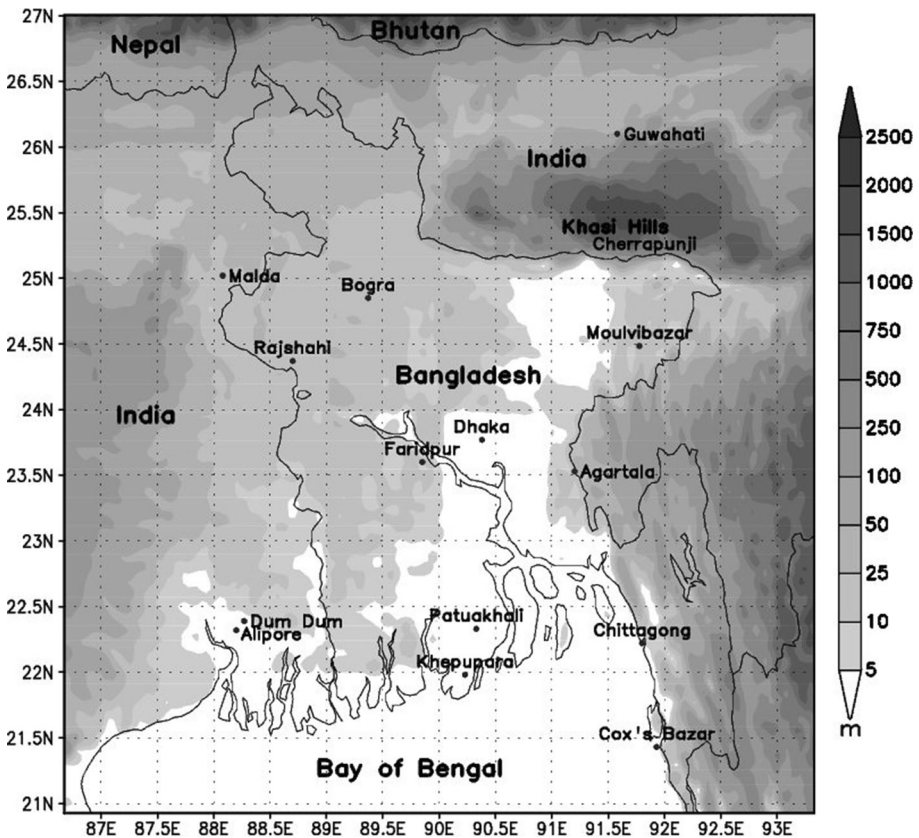 27N
Nepal
Bhutan
26.5N
Guwahati
26N
India
25.5N
Khasi Hills
Cherrapunji
25N
Malda
Bogra
Moulvibazar
24.5N
Rajshahi
Bangladesh
24N
India
Dhaka
Faridpur
23.5N
Agartala
23N
22.5N
Dum Dum
Patuakhali
Alipore
Chittagong
22N
Khepupara
21.5N
Cox's Bazar
Bay of Bengal
21N
87E 87.5E 88E 88.5E 89E 89.5E 90E 90.5E 91E 91.5E 92E 92.5E 93E
2500
2000
1500
1000
750
500
250
100
50
25
10
5
m